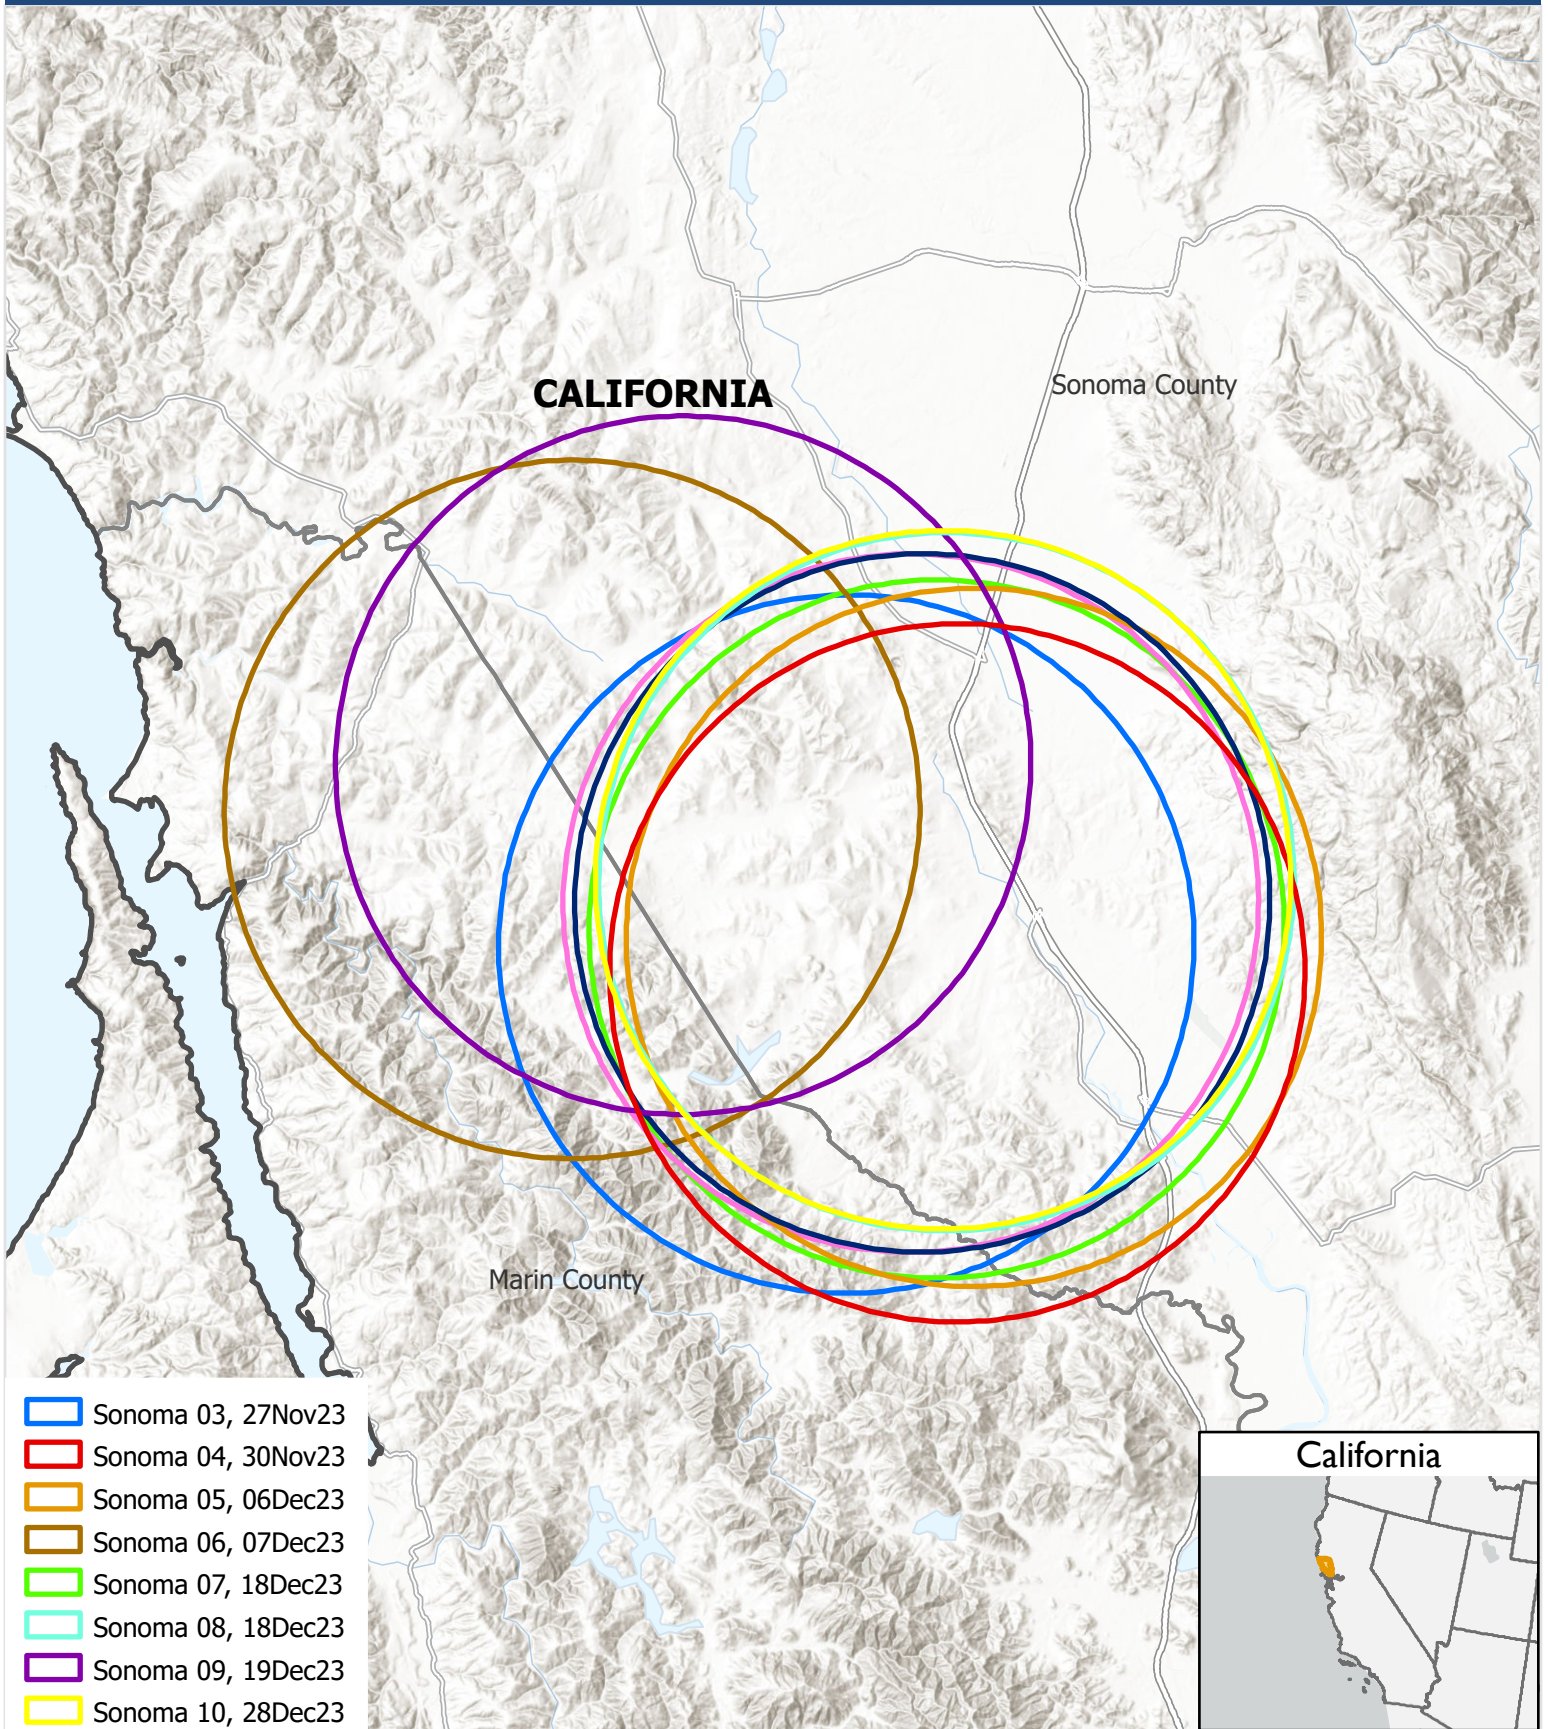 CALIFORNIA
Sonoma County
Marin County
Sonoma 03, 27Nov23
Sonoma 04, 30Nov23
Sonoma 05, 06Dec23
Sonoma 06, 07Dec23
Sonoma 07, 18Dec23
Sonoma 08, 18Dec23
Sonoma 09, 19Dec23
Sonoma 10, 28Dec23
California